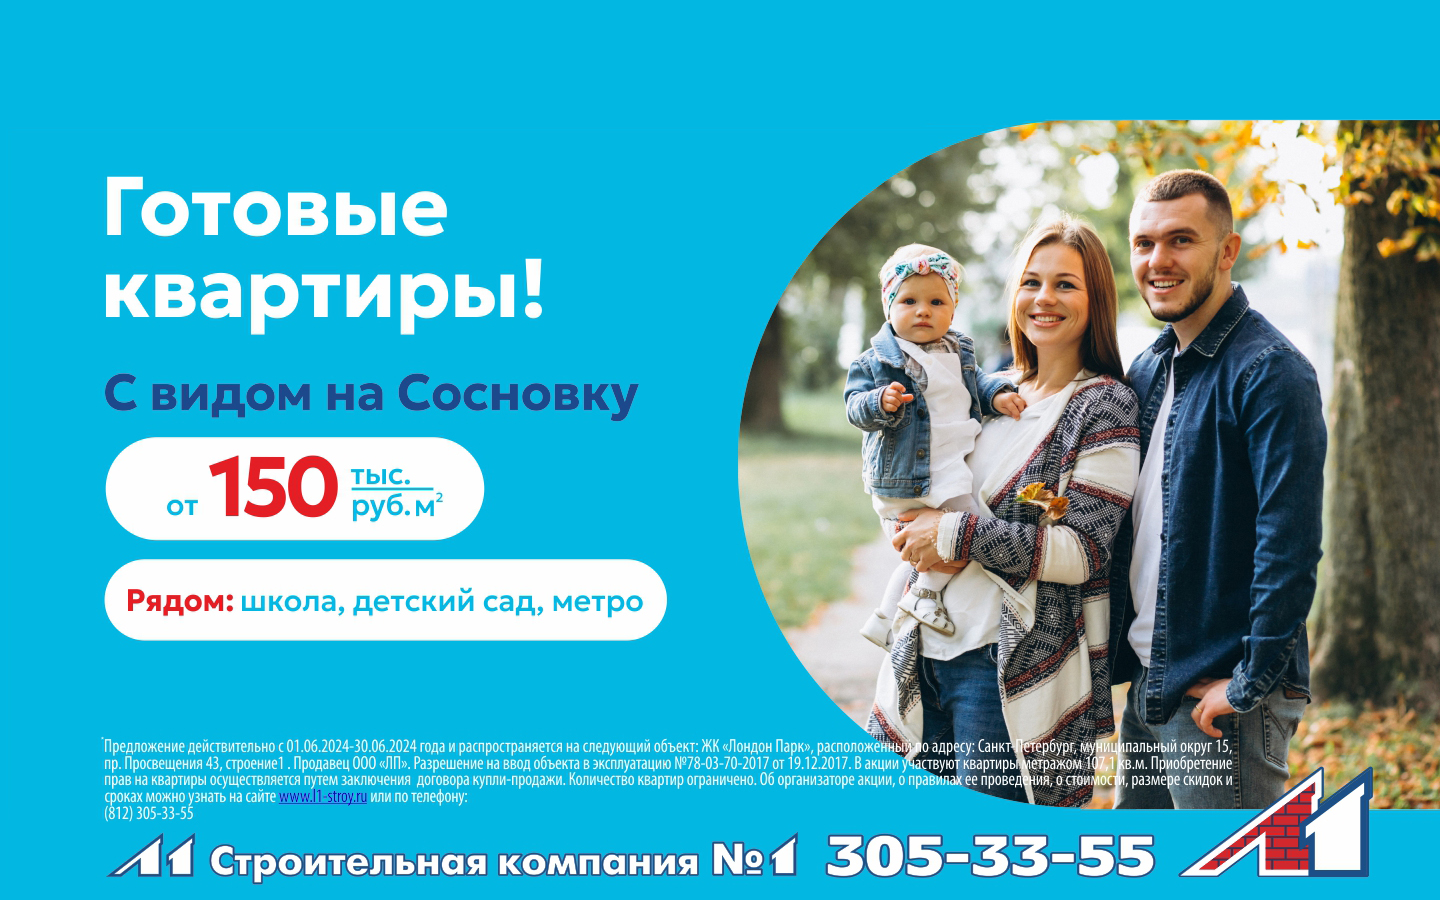 Готовые
квартиры!
С видом на Сосновку
от 150 тыс.
руб. м²
Рядом: школа, детский сад, метро
*Предложение действительно с 01.06.2024-30.06.2024 года и распространяется на следующий объект: ЖК «Лондон Парк», расположенный по адресу: Санкт-Петербург, муниципальный округ 15,
пр. Просвещения 43, строение1 . Продавец ООО «ЛП». Разрешение на ввод объекта в эксплуатацию №78-03-70-2017 от 19.12.2017. В акции участвуют квартиры метражом 107,1 кв.м. Приобретение
прав на квартиры осуществляется путем заключения договора купли-продажи. Количество квартир ограничено. Об организаторе акции, о правилах ее проведения, о стоимости, размере скидок и
сроках можно узнать на сайте www.l1-stroy.ru или по телефону:
(812) 305-33-55
Л1 Строительная компания №1 305-33-55 Л1